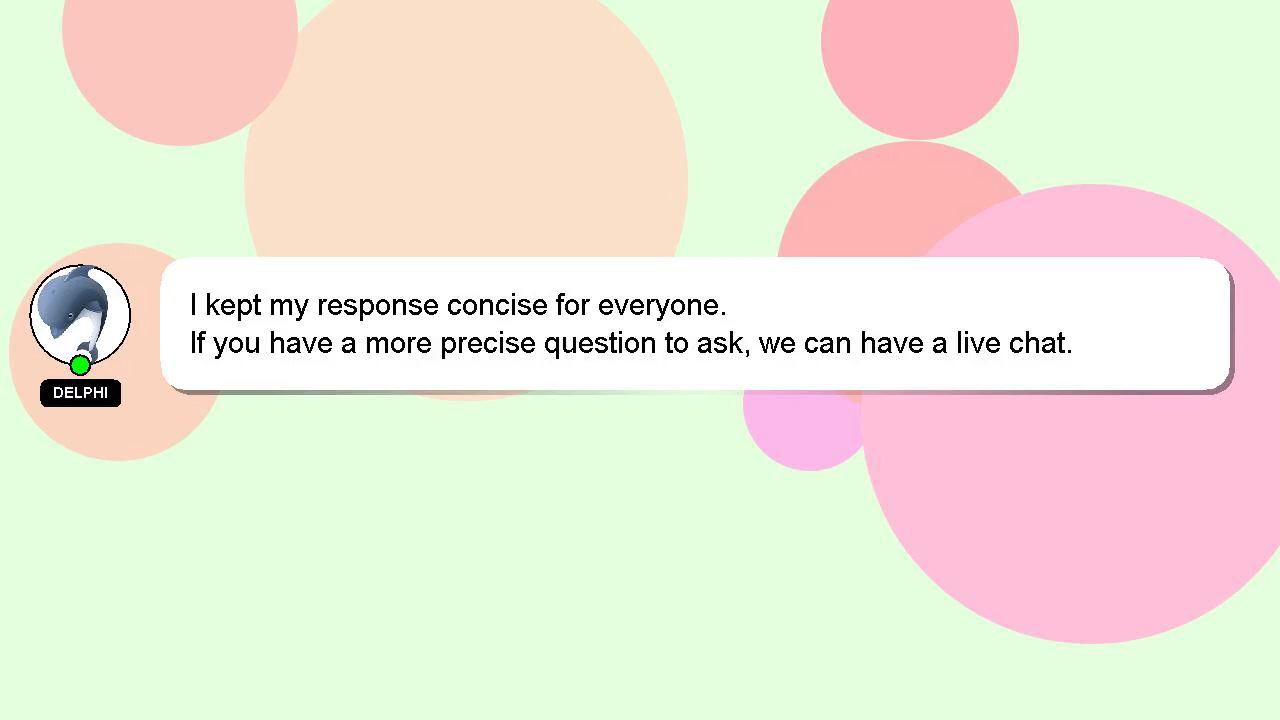 I kept my response concise for everyone.
If you have a more precise question to ask, we can have a live chat.
DELPHI